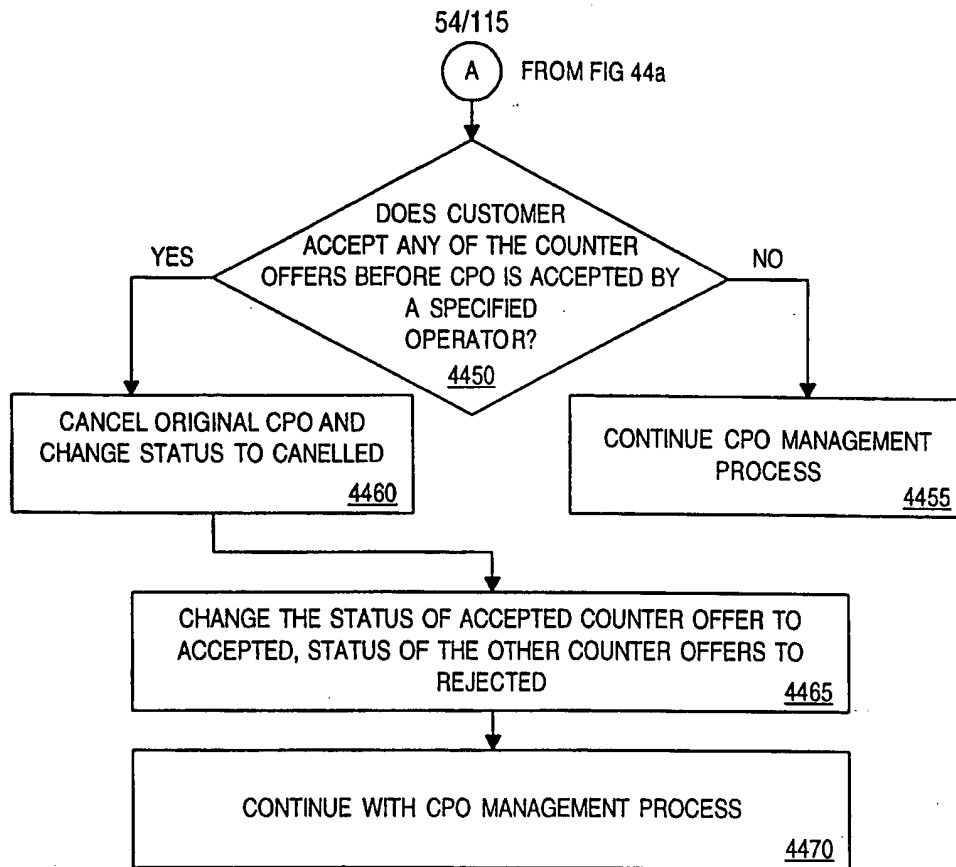 54/115
A
FROM FIG 44a
DOES CUSTOMER
ACCEPT ANY OF THE COUNTER
OFFERS BEFORE CPO IS ACCEPTED BY
A SPECIFIED
OPERATOR?
4450
YES
NO
CANCEL ORIGINAL CPO AND
CHANGE STATUS TO CANELLED
4460
CONTINUE CPO MANAGEMENT
PROCESS
4455
CHANGE THE STATUS OF ACCEPTED COUNTER OFFER TO
ACCEPTED, STATUS OF THE OTHER COUNTER OFFERS TO
REJECTED
4465
CONTINUE WITH CPO MANAGEMENT PROCESS
4470